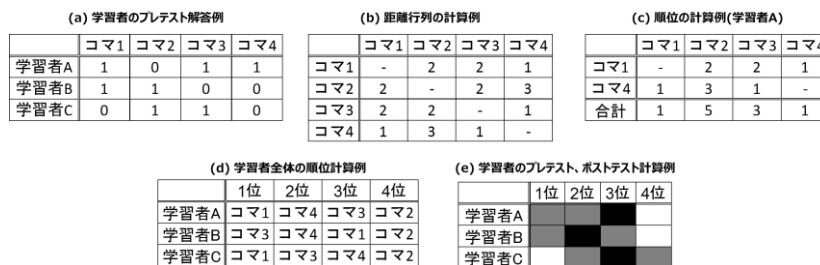 (a) 学習者のプレテスト解答例
コマ1 コマ2 コマ3 コマ4
学習者A 1 0 1 1
学習者B 1 1 0 0
学習者C 0 1 1 0
(b) 距離行列の計算例
コマ1 コマ2 コマ3 コマ4
コマ1 - 2 2 1
コマ2 2 - 2 3
コマ3 2 2 - 1
コマ4 1 3 1 -
(c) 順位の計算例(学習者A)
コマ1 コマ2 コマ3 コマ4
コマ1 - 2 2 1
コマ4 1 3 1 -
合計 1 5 3 1
(d) 学習者全体の順位計算例
1位 2位 3位 4位
学習者A コマ1 コマ4 コマ3 コマ2
学習者B コマ3 コマ4 コマ1 コマ2
学習者C コマ1 コマ3 コマ4 コマ2
(e) 学習者のプレテスト、ポストテスト計算例
1位 2位 3位 4位
学習者A
学習者B
学習者C